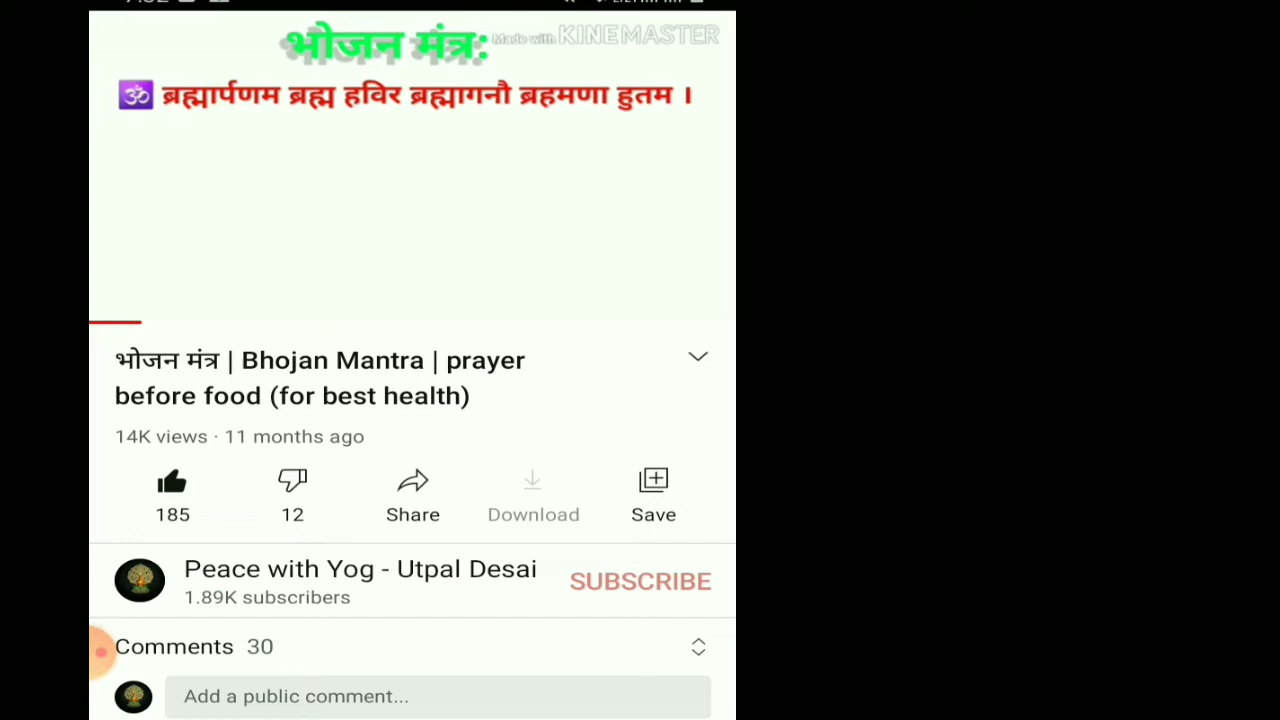 भोजन मंत्र:
Made with KINEMASTER
🕉 ब्रह्मार्पणम ब्रह्म हविर ब्रह्मागनौ ब्रहमणा हुतम ।
भोजन मंत्र | Bhojan Mantra | prayer
before food (for best health)
14K views · 11 months ago
185 12 Share Download Save
Peace with Yog - Utpal Desai
SUBSCRIBE
1.89K subscribers
Comments 30
Add a public comment...